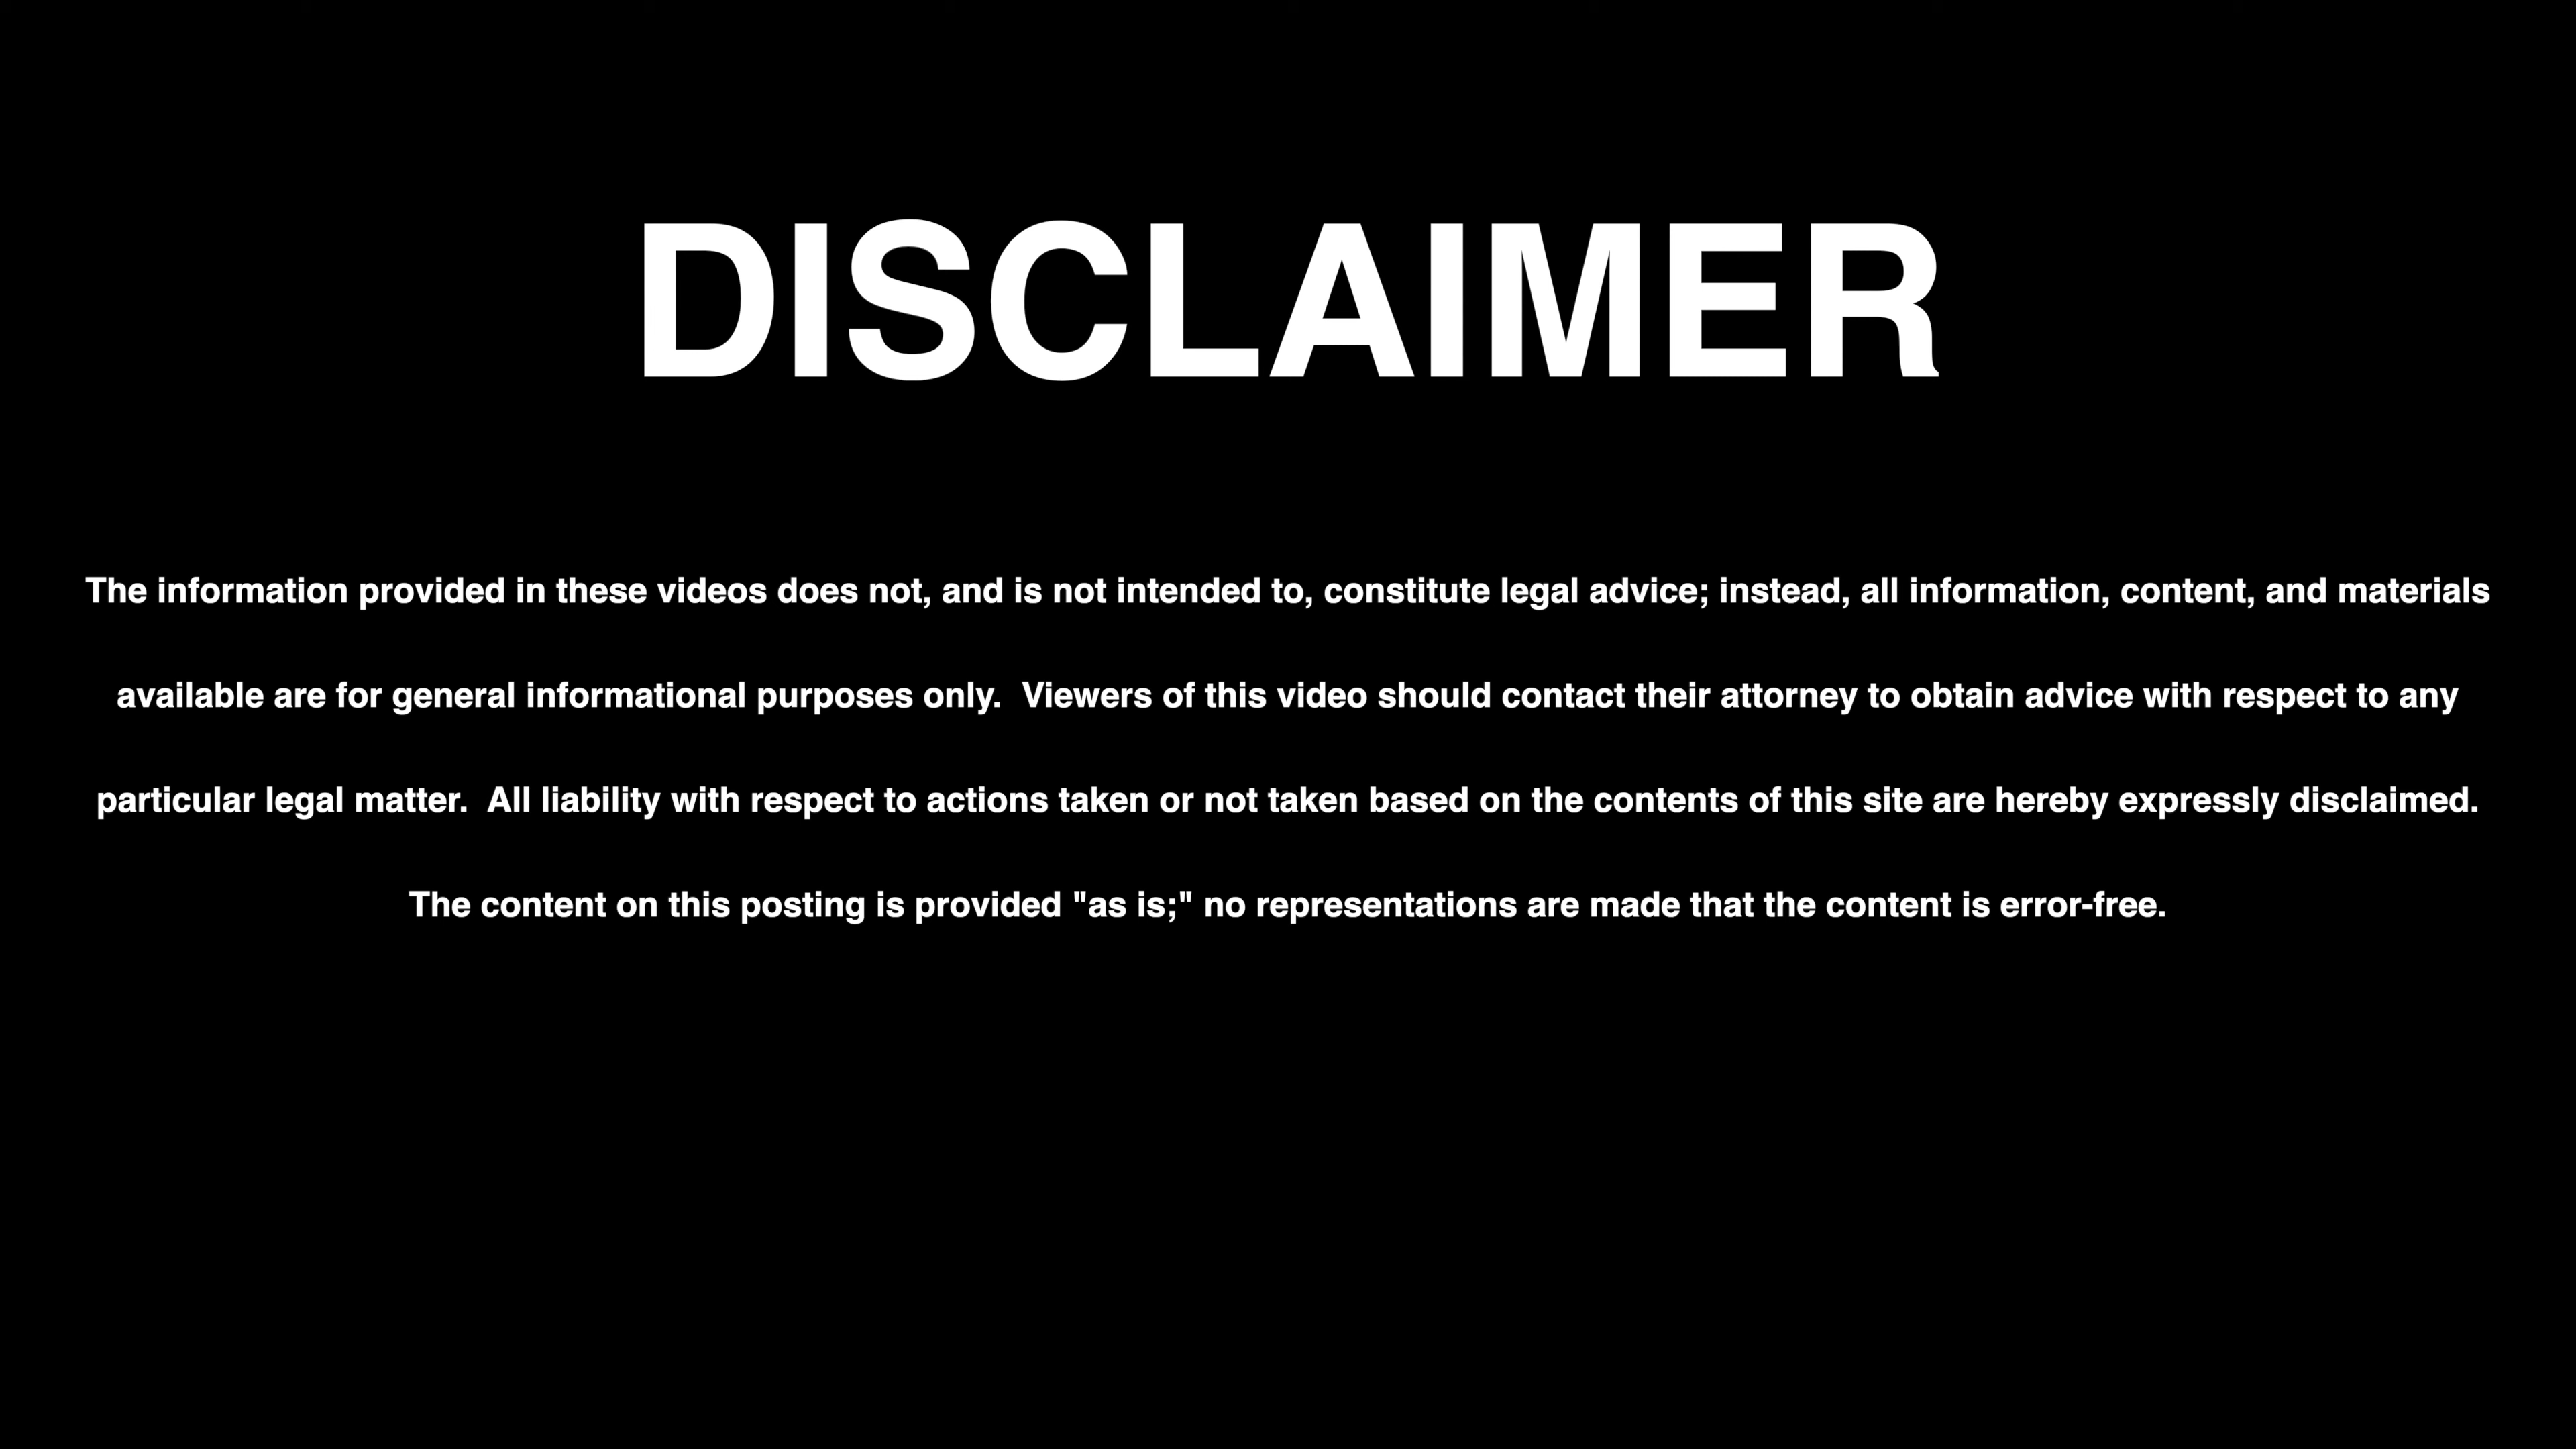 DISCLAIMER
The information provided in these videos does not, and is not intended to, constitute legal advice; instead, all information, content, and materials
available are for general informational purposes only.  Viewers of this video should contact their attorney to obtain advice with respect to any
particular legal matter.  All liability with respect to actions taken or not taken based on the contents of this site are hereby expressly disclaimed.
The content on this posting is provided "as is;" no representations are made that the content is error-free.